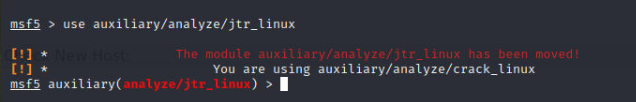 msf5 > use auxiliary/analyze/jtr_linux
[!] * The module auxiliary/analyze/jtr_linux has been moved!
[!] * You are using auxiliary/analyze/crack_linux
msf5 auxiliary(analyze/jtr_linux) >